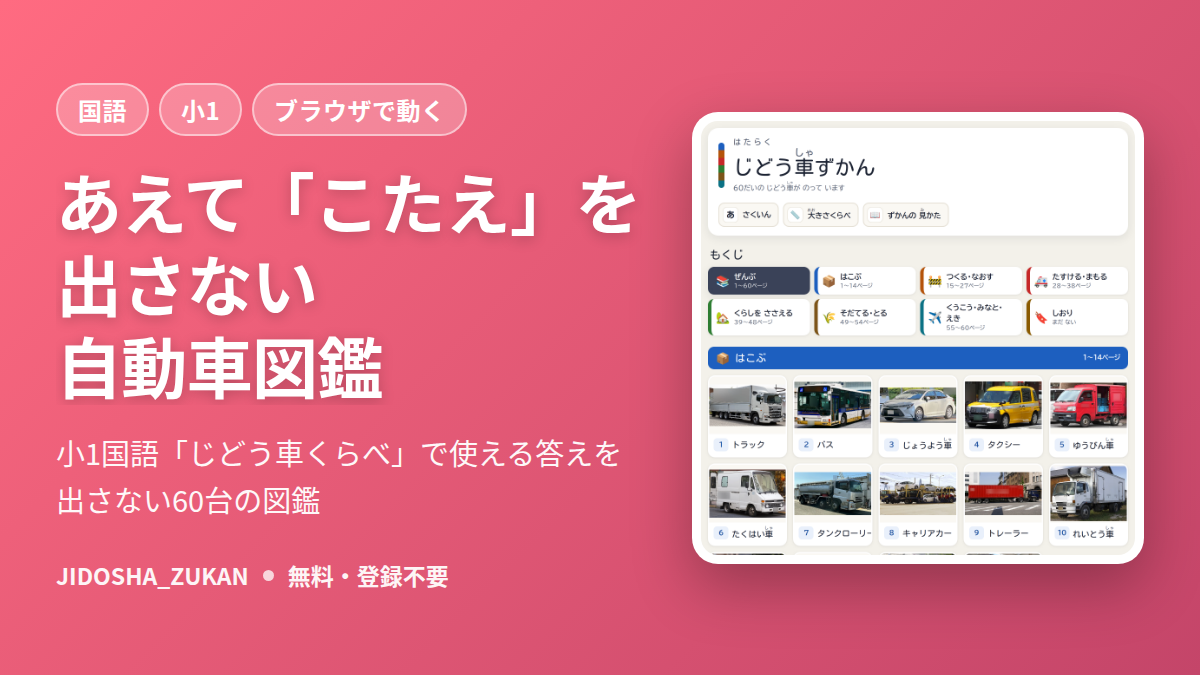 国語
小1
ブラウザで動く
あえて「こたえ」を
出さない
自動車図鑑
小1国語「じどう車くらべ」で使える答えを
出さない60台の図鑑
JIDOSHA_ZUKAN
無料・登録不要
はたらく
しゃ
じどう車ずかん
60だいの じどう車が のって います
あ さくいん
大きさくらべ
ずかんの 見かた
もくじ
ぜんぶ
1〜60ページ
はこぶ
1〜14ページ
つくる・なおす
15〜27ページ
たすける・まもる
28〜38ページ
くらしを ささえる
39〜48ページ
そだてる・とる
49〜54ページ
くうこう・みなと・
えき
55〜60ページ
しおり
まだ ない
はこぶ
1〜14ページ
1 トラック
2 バス
3 じょうよう車
4 タクシー
5 ゆうびん車
6 たくはい車
7 タンクローリー
8 キャリアカー
9 トレーラー
10 れいとう車